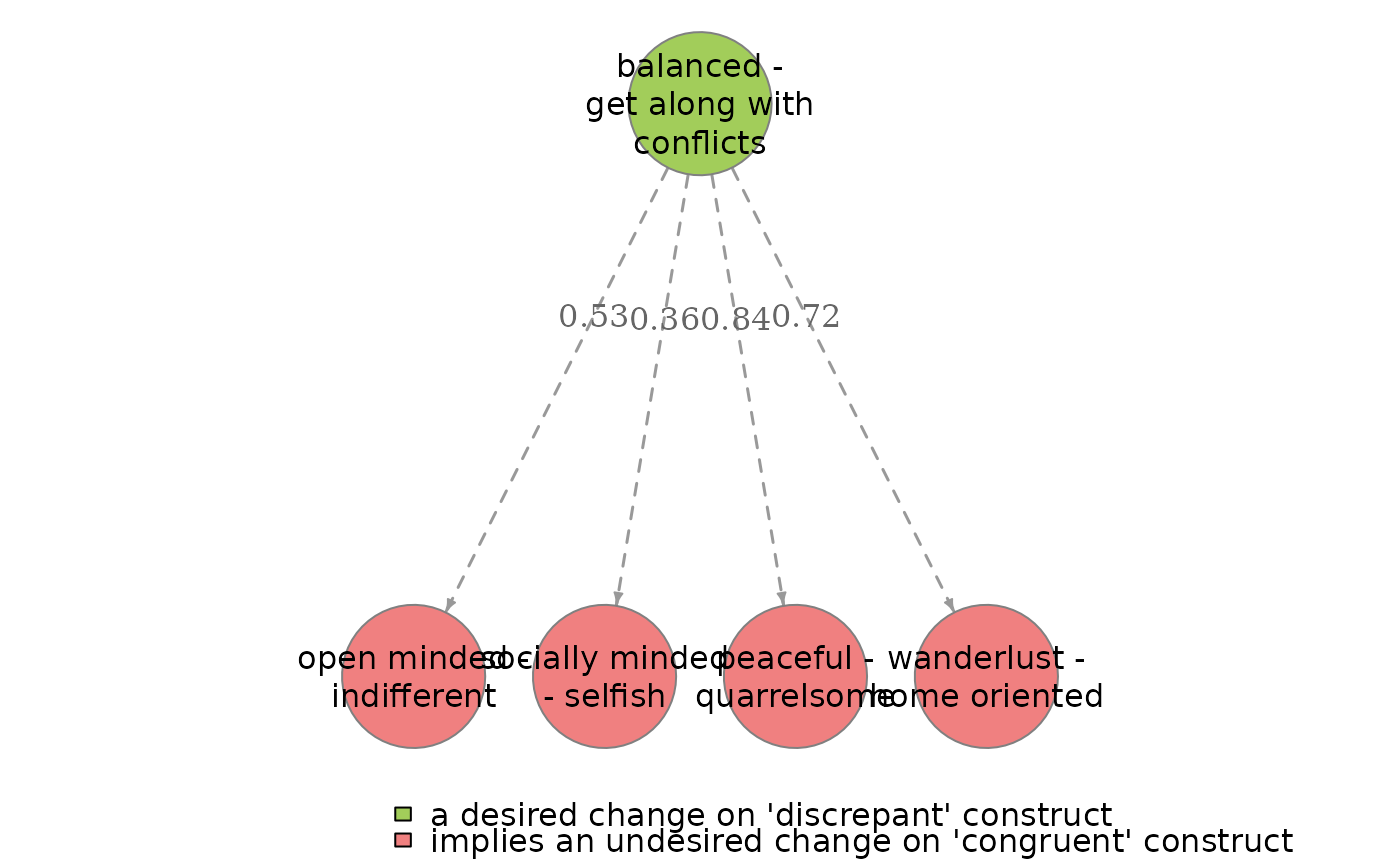 balanced -
get along with
conflicts
0.53
0.36
0.84
0.72
open minded -
indifferent
socially minded
- selfish
peaceful -
quarrelsome
wanderlust -
home oriented
a desired change on 'discrepant' construct
implies an undesired change on 'congruent' construct